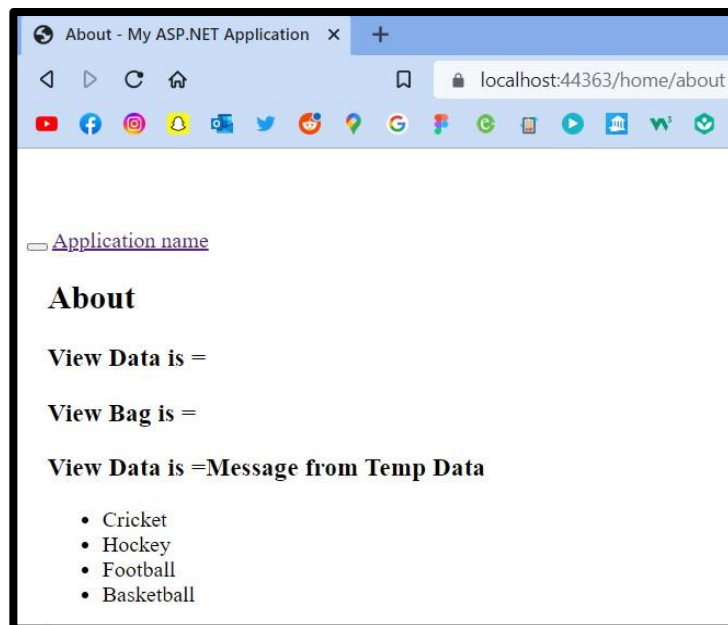 About - My ASP.NET Application
localhost:44363/home/about
Application name
About
View Data is =
View Bag is =
View Data is =Message from Temp Data
Cricket
Hockey
Football
Basketball